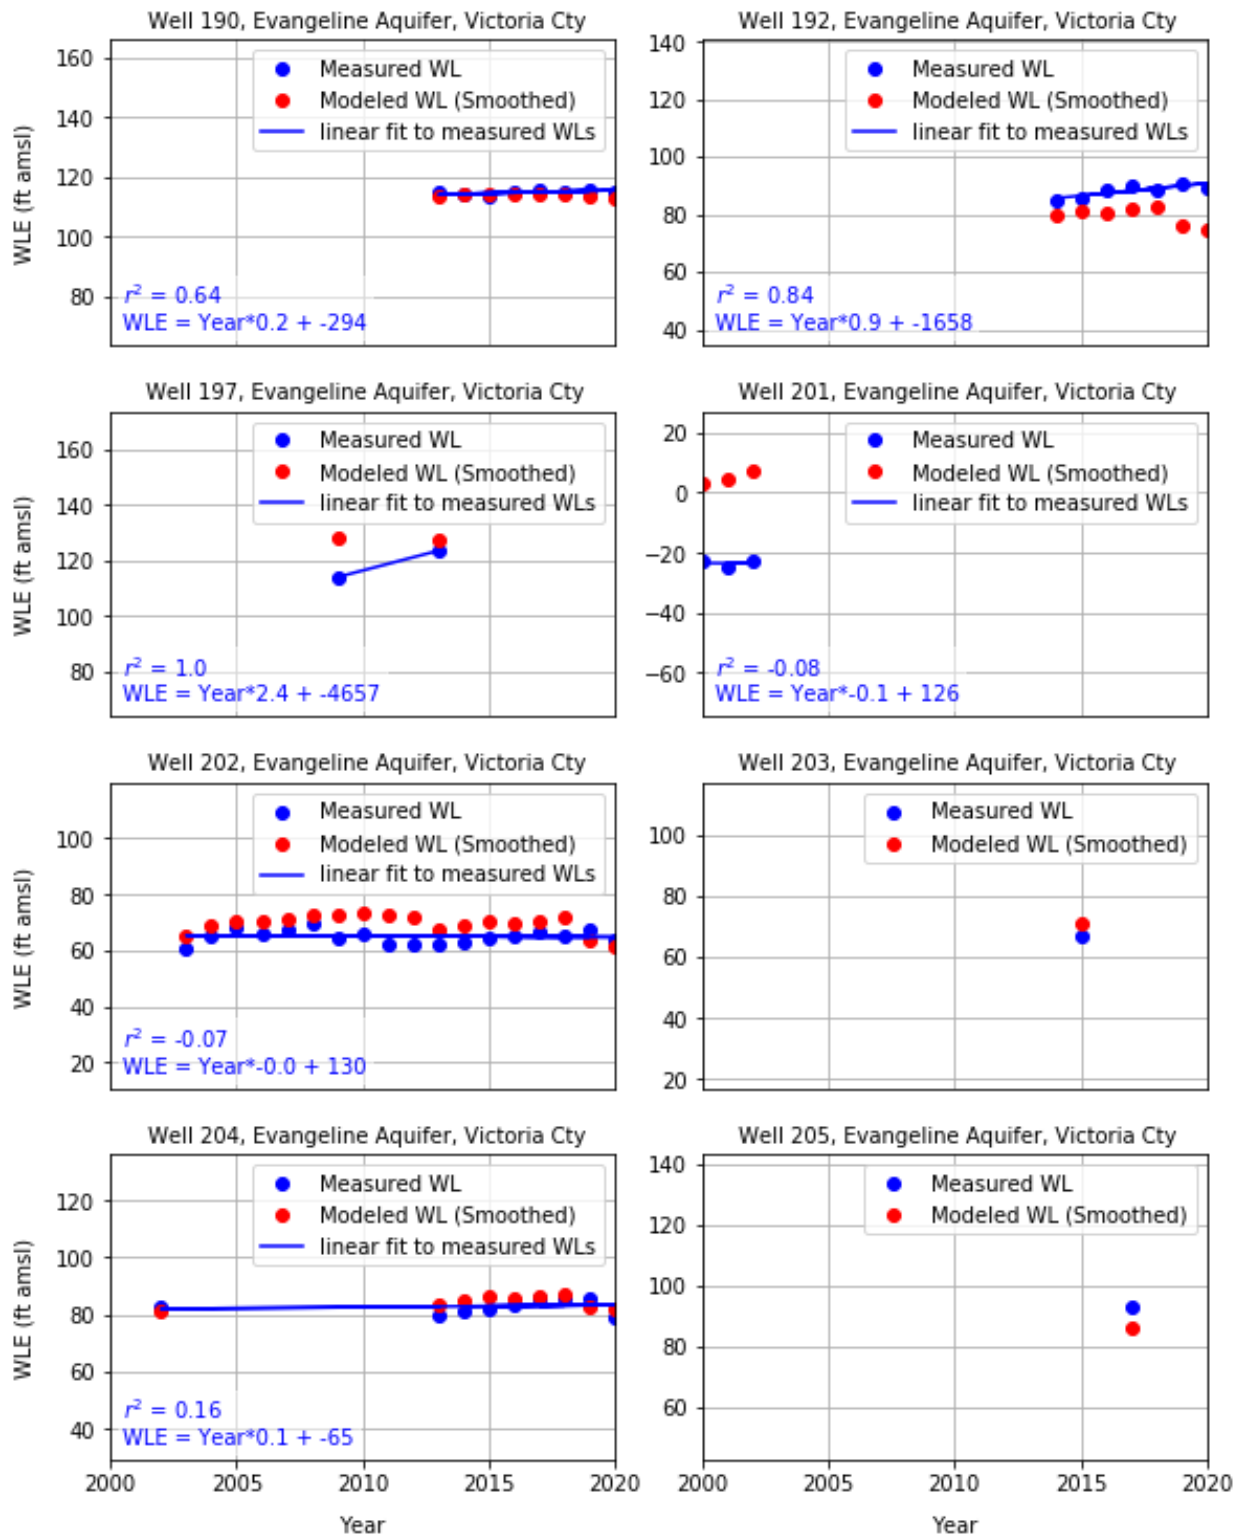 Well 190, Evangeline Aquifer, Victoria Cty
WLE (ft amsl)
160
140
120
100
80
Measured WL
Modeled WL (Smoothed)
linear fit to measured WLs
r² = 0.64
WLE = Year*0.2 + -294
Well 192, Evangeline Aquifer, Victoria Cty
140
120
100
80
60
40
Measured WL
Modeled WL (Smoothed)
linear fit to measured WLs
r² = 0.84
WLE = Year*0.9 + -1658
Well 197, Evangeline Aquifer, Victoria Cty
WLE (ft amsl)
160
140
120
100
80
Measured WL
Modeled WL (Smoothed)
linear fit to measured WLs
r² = 1.0
WLE = Year*2.4 + -4657
Well 201, Evangeline Aquifer, Victoria Cty
20
0
−20
−40
−60
Measured WL
Modeled WL (Smoothed)
linear fit to measured WLs
r² = -0.08
WLE = Year*-0.1 + 126
Well 202, Evangeline Aquifer, Victoria Cty
WLE (ft amsl)
100
80
60
40
20
Measured WL
Modeled WL (Smoothed)
linear fit to measured WLs
r² = -0.07
WLE = Year*-0.0 + 130
Well 203, Evangeline Aquifer, Victoria Cty
100
80
60
40
20
Measured WL
Modeled WL (Smoothed)
Well 204, Evangeline Aquifer, Victoria Cty
WLE (ft amsl)
120
100
80
60
40
Measured WL
Modeled WL (Smoothed)
linear fit to measured WLs
r² = 0.16
WLE = Year*0.1 + -65
2000 2005 2010 2015 2020
Year
Well 205, Evangeline Aquifer, Victoria Cty
140
120
100
80
60
Measured WL
Modeled WL (Smoothed)
2000 2005 2010 2015 2020
Year